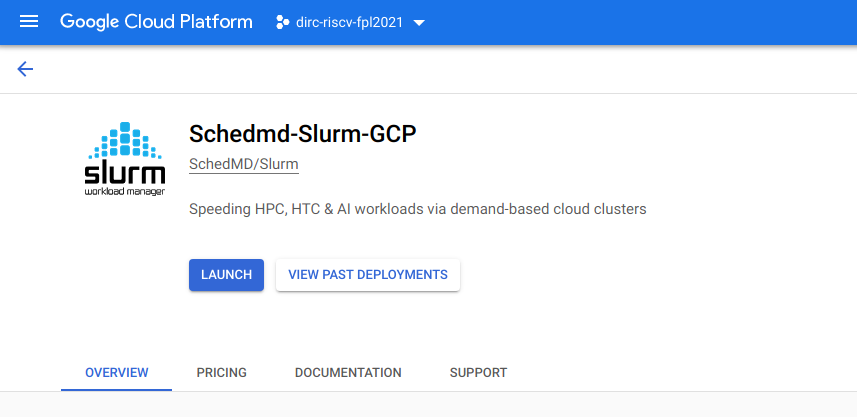 Google Cloud Platform dirc-riscv-fpl2021
slurm
workload manager
Schedmd-Slurm-GCP
SchedMD/Slurm
Speeding HPC, HTC & AI workloads via demand-based cloud clusters
LAUNCH VIEW PAST DEPLOYMENTS
OVERVIEW PRICING DOCUMENTATION SUPPORT